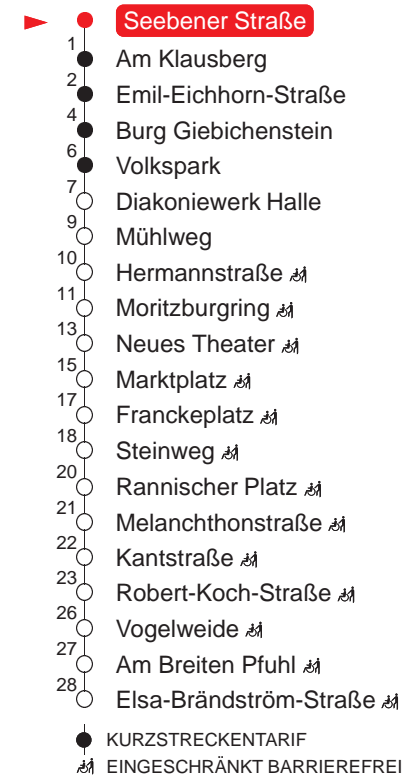 Seebener Straße
1
Am Klausberg
2
Emil-Eichhorn-Straße
4
Burg Giebichenstein
6
Volkspark
7
Diakoniewerk Halle
9
Mühlweg
10
Hermannstraße
11
Moritzburgring
13
Neues Theater
15
Marktplatz
17
Franckeplatz
18
Steinweg
20
Rannischer Platz
21
Melanchthonstraße
22
Kantstraße
23
Robert-Koch-Straße
26
Vogelweide
27
Am Breiten Pfuhl
28
Elsa-Brändström-Straße
KURZSTRECKENTARIF
EINGESCHRÄNKT BARRIEREFREI